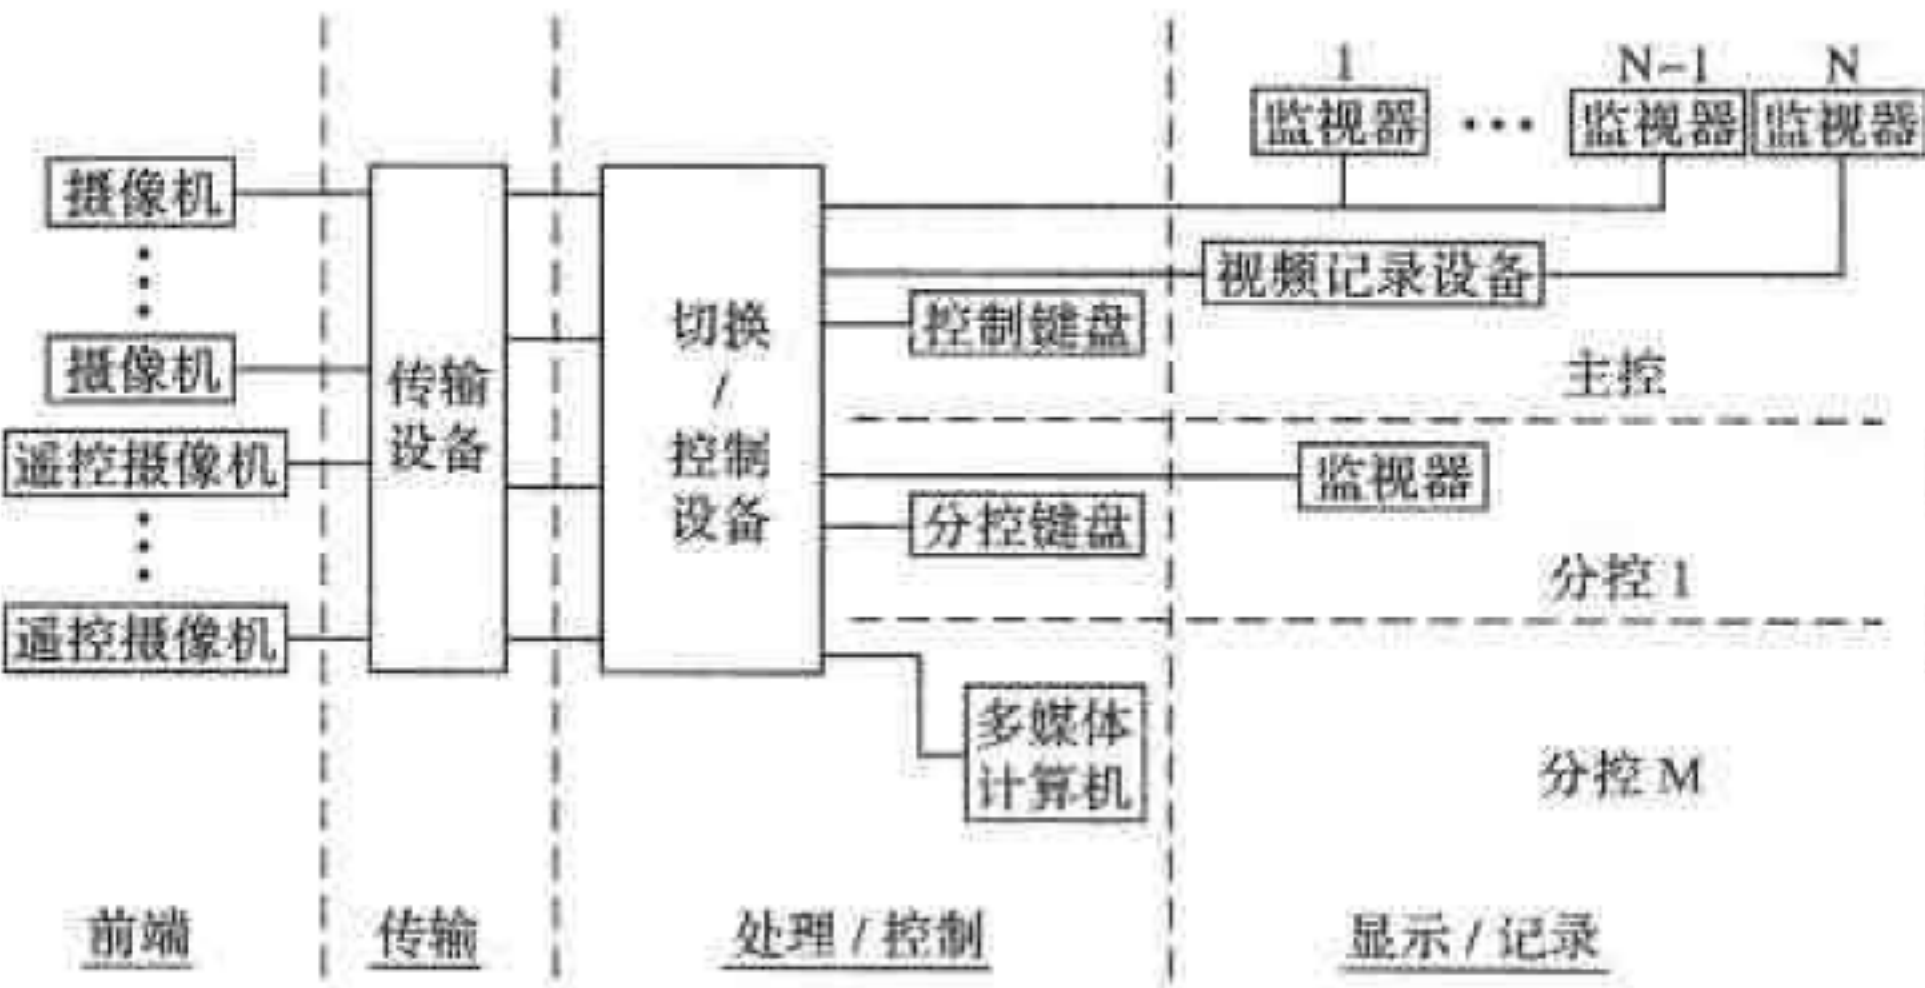 1
N-1
N
监视器
•••
监视器
监视器
摄像机
摄像机
遥控摄像机
遥控摄像机
传输
设备
切换
/
控制
设备
视频记录设备
控制键盘
主控
监视器
分控键盘
分控 1
多媒体
计算机
分控 M
前端
传输
处理 / 控制
显示 / 记录